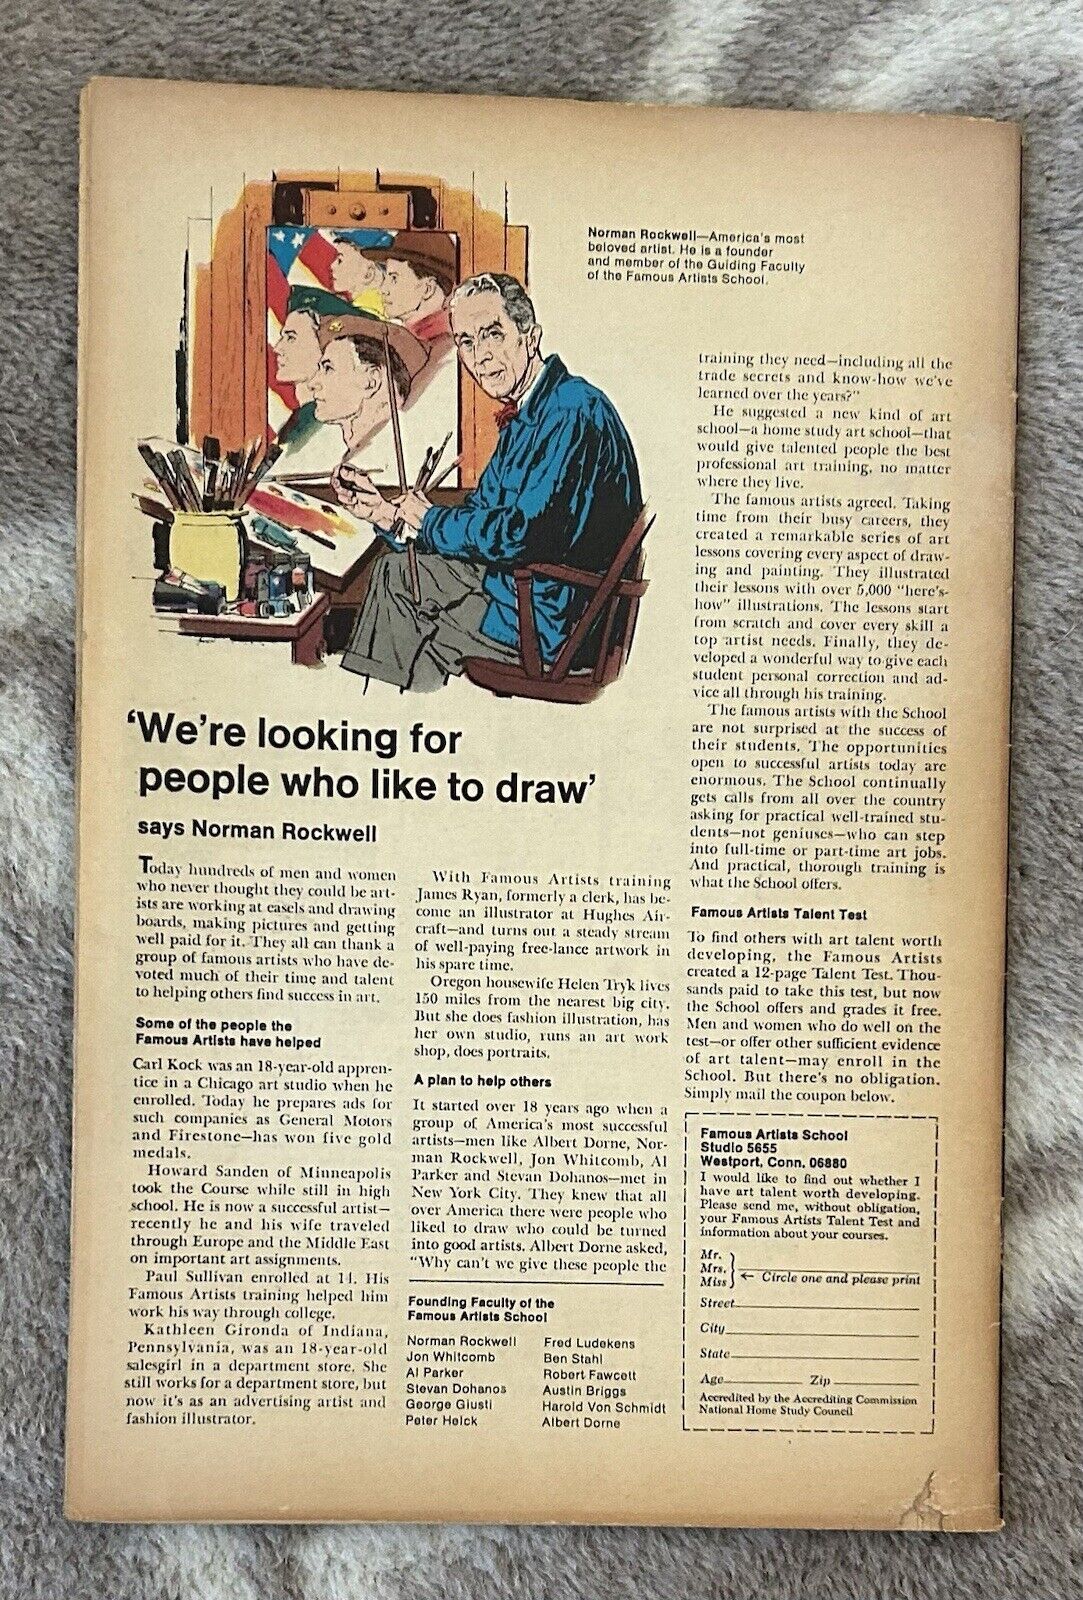 Norman Rockwell—America's most
beloved artist. He is a founder
and member of the Guiding Faculty
of the Famous Artists School.
'We're looking for
people who like to draw'
says Norman Rockwell
Today hundreds of men and women
who never thought they could be art-
ists are working at easels and drawing
boards, making pictures and getting
well paid for it. They all can thank a
group of famous artists who have de-
voted much of their time and talent
to helping others find success in art.
Some of the people the
Famous Artists have helped
Carl Kock was an 18-year-old appren-
tice in a Chicago art studio when he
enrolled. Today he prepares ads for
such companies as General Motors
and Firestone—has won five gold
medals.
Howard Sanden of Minneapolis
took the Course while still in high
school. He is now a successful artist—
recently he and his wife traveled
through Europe and the Middle East
on important art assignments.
Paul Sullivan enrolled at 14. His
Famous Artists training helped him
work his way through college.
Kathleen Gironda of Indiana,
Pennsylvania, was an 18-year-old
salesgirl in a department store. She
still works for a department store, but
now it's as an advertising artist and
fashion illustrator.
With Famous Artists training
James Ryan, formerly a clerk, has be-
come an illustrator at Hughes Air-
craft—and turns out a steady stream
of well-paying free-lance artwork in
his spare time.
Oregon housewife Helen Tryk lives
150 miles from the nearest big city.
But she does fashion illustration, has
her own studio, runs an art work
shop, does portraits.
A plan to help others
It started over 18 years ago when a
group of America's most successful
artists—men like Albert Dorne, Nor-
man Rockwell, Jon Whitcomb, Al
Parker and Stevan Dohanos—met in
New York City. They knew that all
over America there were people who
liked to draw who could be turned
into good artists. Albert Dorne asked,
"Why can't we give these people the
Founding Faculty of the
Famous Artists School
Norman Rockwell
Jon Whitcomb
Al Parker
Stevan Dohanos
George Giusti
Peter Helck
Fred Ludekens
Ben Stahl
Robert Fawcett
Austin Briggs
Harold Von Schmidt
Albert Dorne
training they need—including all the
trade secrets and know-how we've
learned over the years?"
He suggested a new kind of art
school—a home study art school—that
would give talented people the best
professional art training, no matter
where they live.
The famous artists agreed. Taking
time from their busy careers, they
created a remarkable series of art
lessons covering every aspect of draw-
ing and painting. They illustrated
their lessons with over 5,000 "here's-
how" illustrations. The lessons start
from scratch and cover every skill a
top artist needs. Finally, they de-
veloped a wonderful way to give each
student personal correction and ad-
vice all through his training.
The famous artists with the School
are not surprised at the success of
their students. The opportunities
open to successful artists today are
enormous. The School continually
gets calls from all over the country
asking for practical well-trained stu-
dents—not geniuses—who can step
into full-time or part-time art jobs.
And practical, thorough training is
what the School offers.
Famous Artists Talent Test
To find others with art talent worth
developing, the Famous Artists
created a 12-page Talent Test. Thou-
sands paid to take this test, but now
the School offers and grades it free.
Men and women who do well on the
test—or offer other sufficient evidence
of art talent—may enroll in the
School. But there's no obligation.
Simply mail the coupon below.
Famous Artists School
Studio 5655
Westport, Conn. 06880
I would like to find out whether I
have art talent worth developing.
Please send me, without obligation,
your Famous Artists Talent Test and
information about your courses.
Mr.
Mrs.
Miss
← Circle one and please print
Street
City
State
Age Zip
Accredited by the Accrediting Commission
National Home Study Council